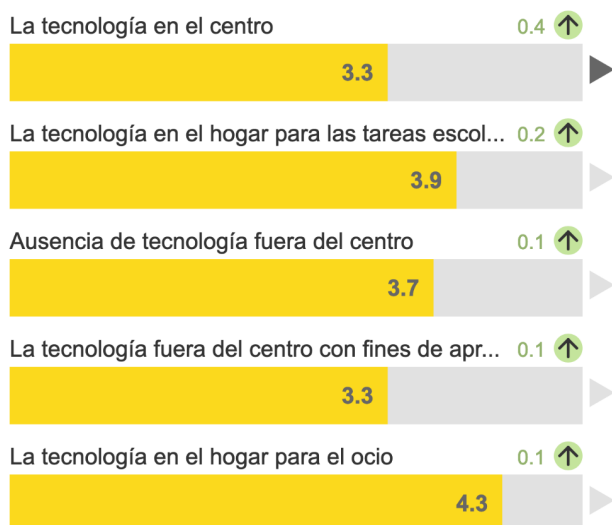 La tecnología en el centro 0.4
3.3
La tecnología en el hogar para las tareas escol... 0.2
3.9
Ausencia de tecnología fuera del centro 0.1
3.7
La tecnología fuera del centro con fines de apr... 0.1
3.3
La tecnología en el hogar para el ocio 0.1
4.3